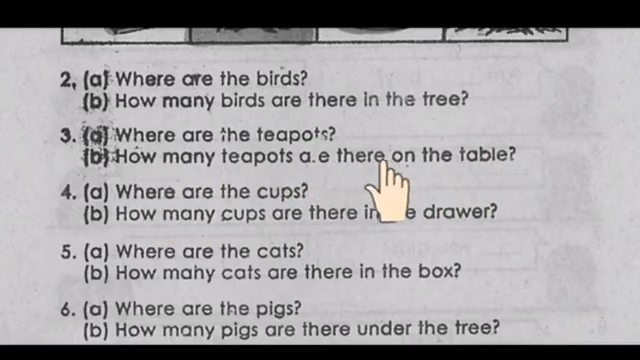 2, (a) Where are the birds?
(b) How many birds are there in the tree?
3. (a) Where are the teapots?
(b) How many teapots a.e there on the table?
4. (a) Where are the cups?
(b) How many cups are there in e drawer?
5. (a) Where are the cats?
(b) How mahy cats are there in the box?
6. (a) Where are the pigs?
(b) How many pigs are there under the tree?